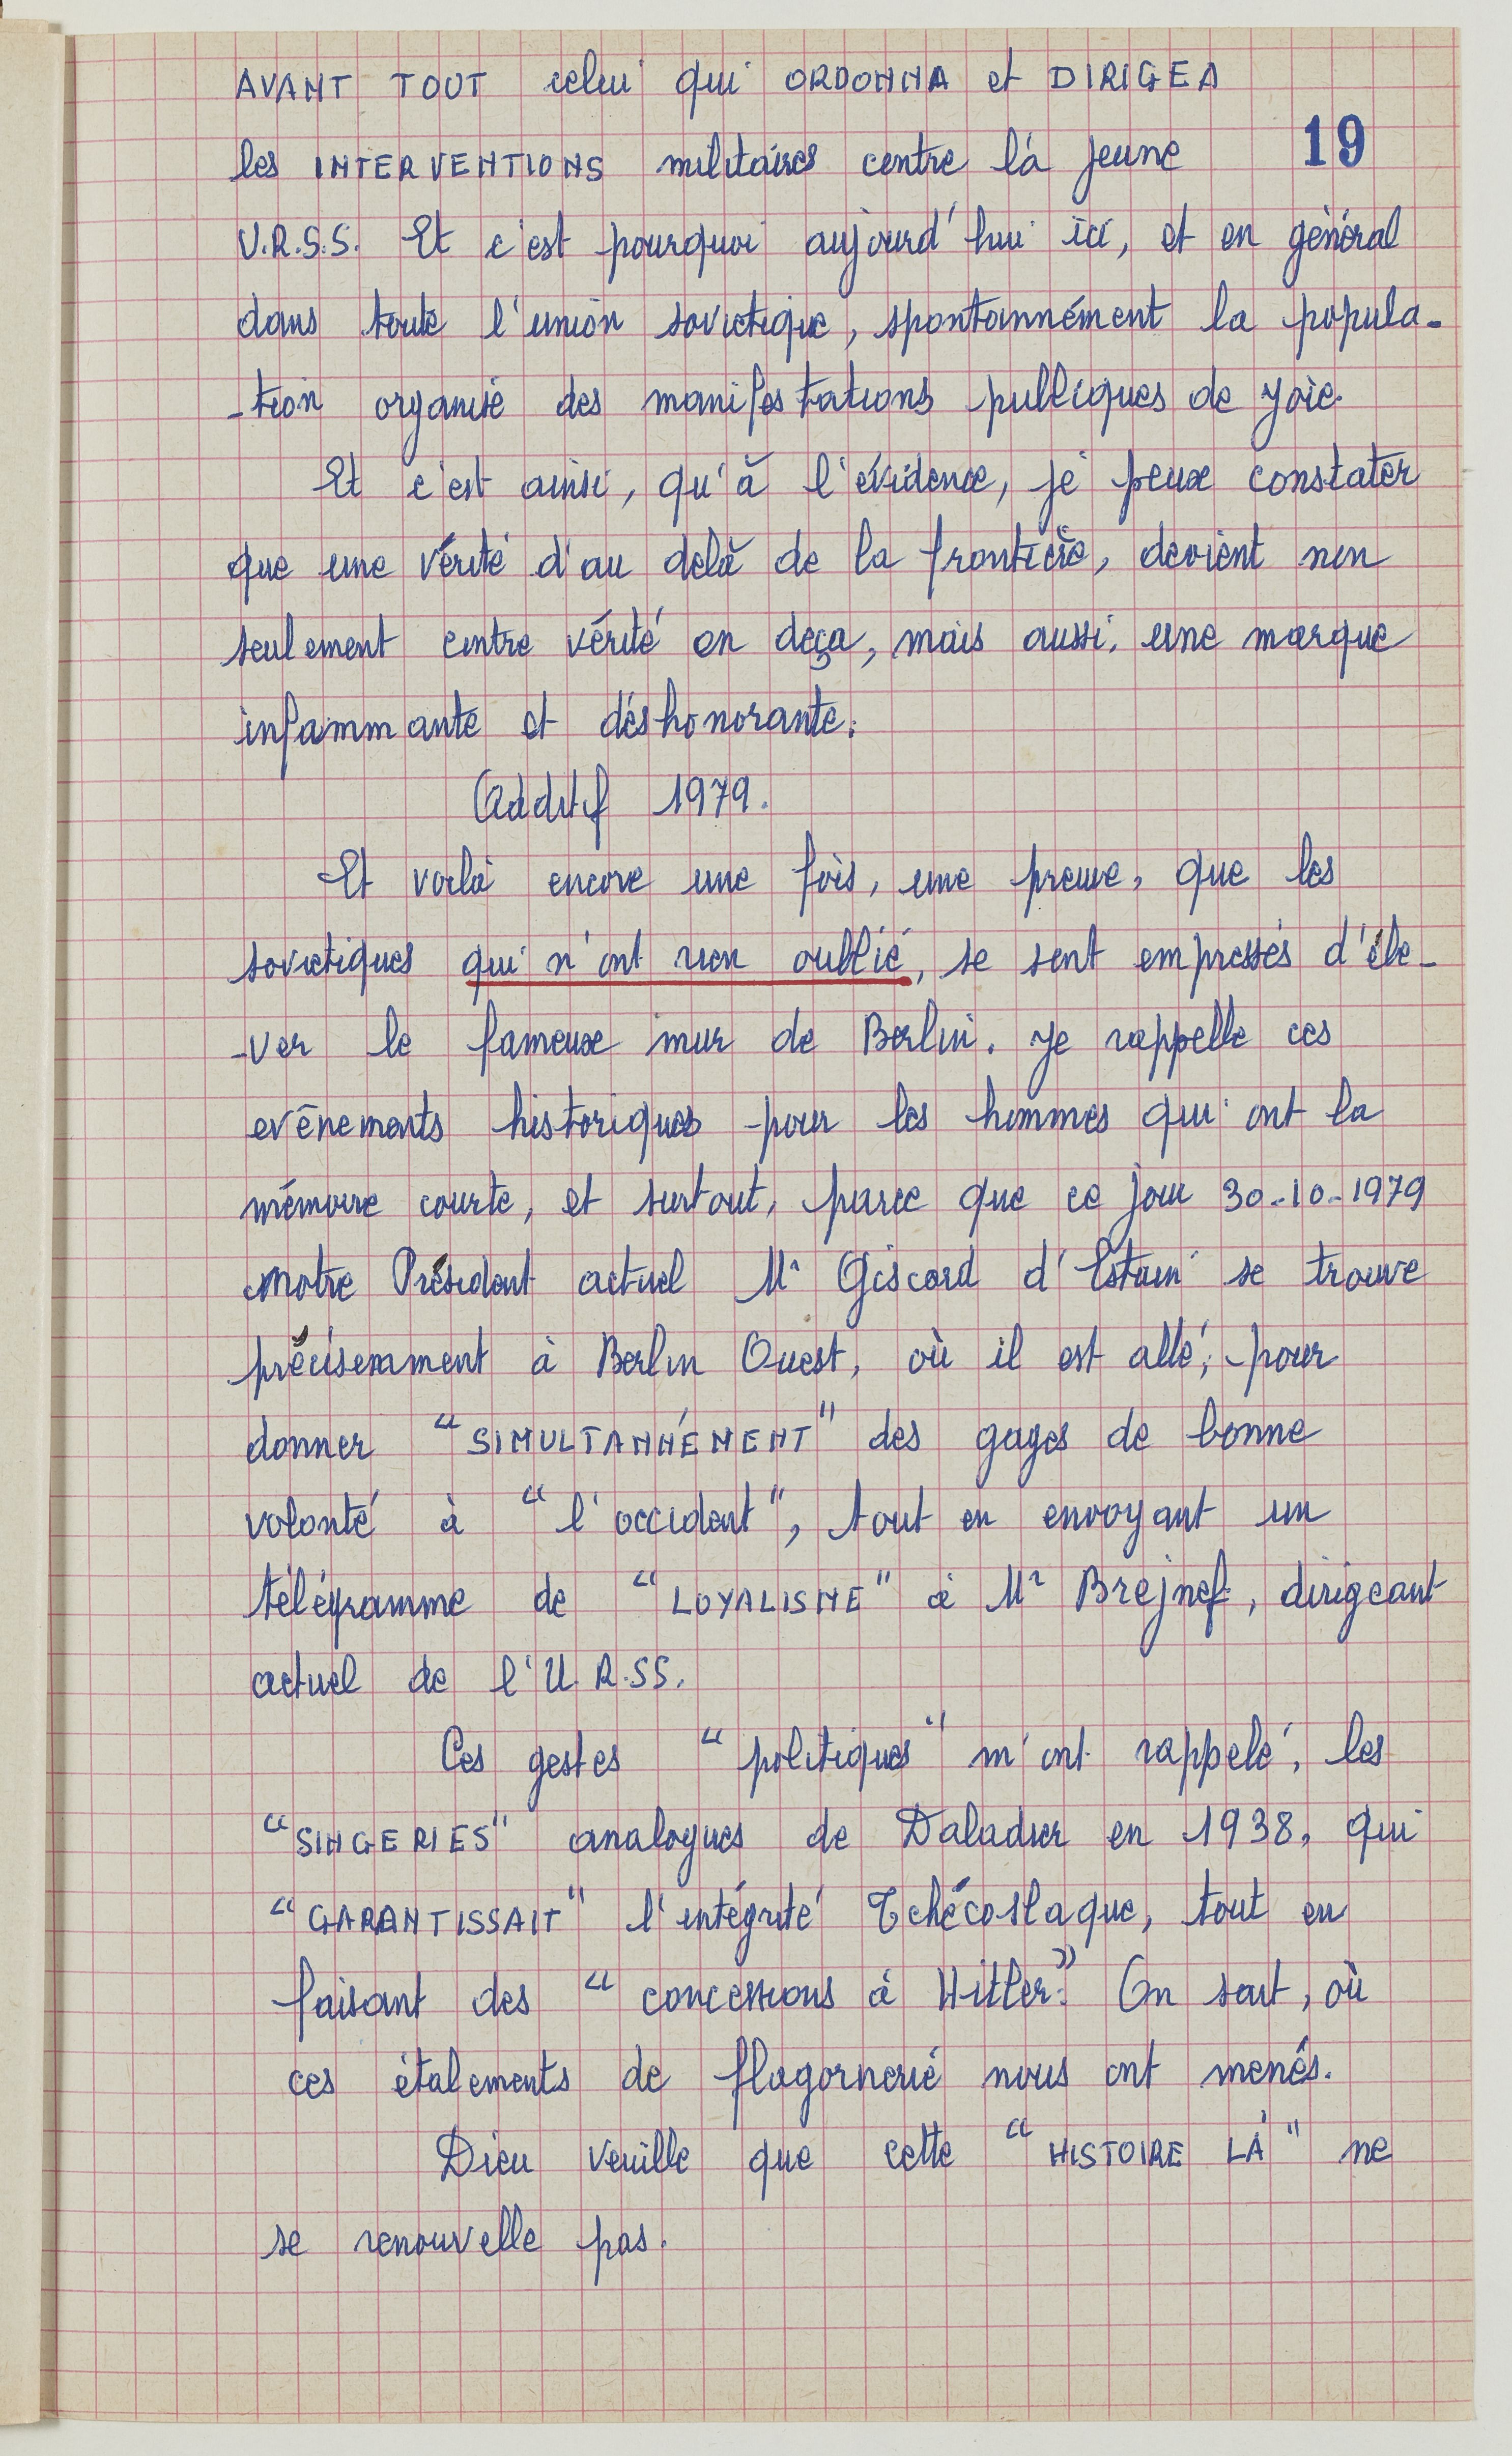 AVANT TOUT celui qui ORDONNA et DIRIGEA
les INTERVENTIONS militaires contre la jeune
19
U.R.S.S. Et c'est pourquoi aujourd'hui ici, et en général
dans toute l'union soviétique, spontannément la popula-
-tion organise des manifestations publiques de joie.
Et c'est ainsi, qu'à l'évidence, je peux constater
que une vérité d'au delà de la frontière, devient non
seulement contre vérité en deça, mais aussi, une marque
infammante et déshonorante.
Additif 1979.
Et voilà encore une fois, une preuve, que les
soviétiques qui n'ont rien oublié, se sont empressés d'éle-
-ver le fameux mur de Berlin. Je rappelle ces
evênements historiques pour les hommes qui ont la
mémoire courte, et surtout, parce que ce jour 30-10-1979
notre Président actuel Mr Giscard d'Estain se trouve
précisemment à Berlin Ouest, où il est allé, pour
donner "SIMULTANNÉMENT" des gages de bonne
volonté à "l'occident", tout en envoyant un
télégramme de "LOYALISME" à Mr Brejnef, dirigeant
actuel de l'U.R.SS.
Ces gestes "politiques" m'ont rappelé, les
"SINGERIES" analogues de Daladier en 1938, qui
"GARANTISSAIT" l'intégrité Tchécoslaque, tout en
faisant des "concessions à Hitler." On sait, où
ces étalements de flagornerie nous ont menés.
Dieu veuille que cette "HISTOIRE LÀ" ne
se renouvelle pas.